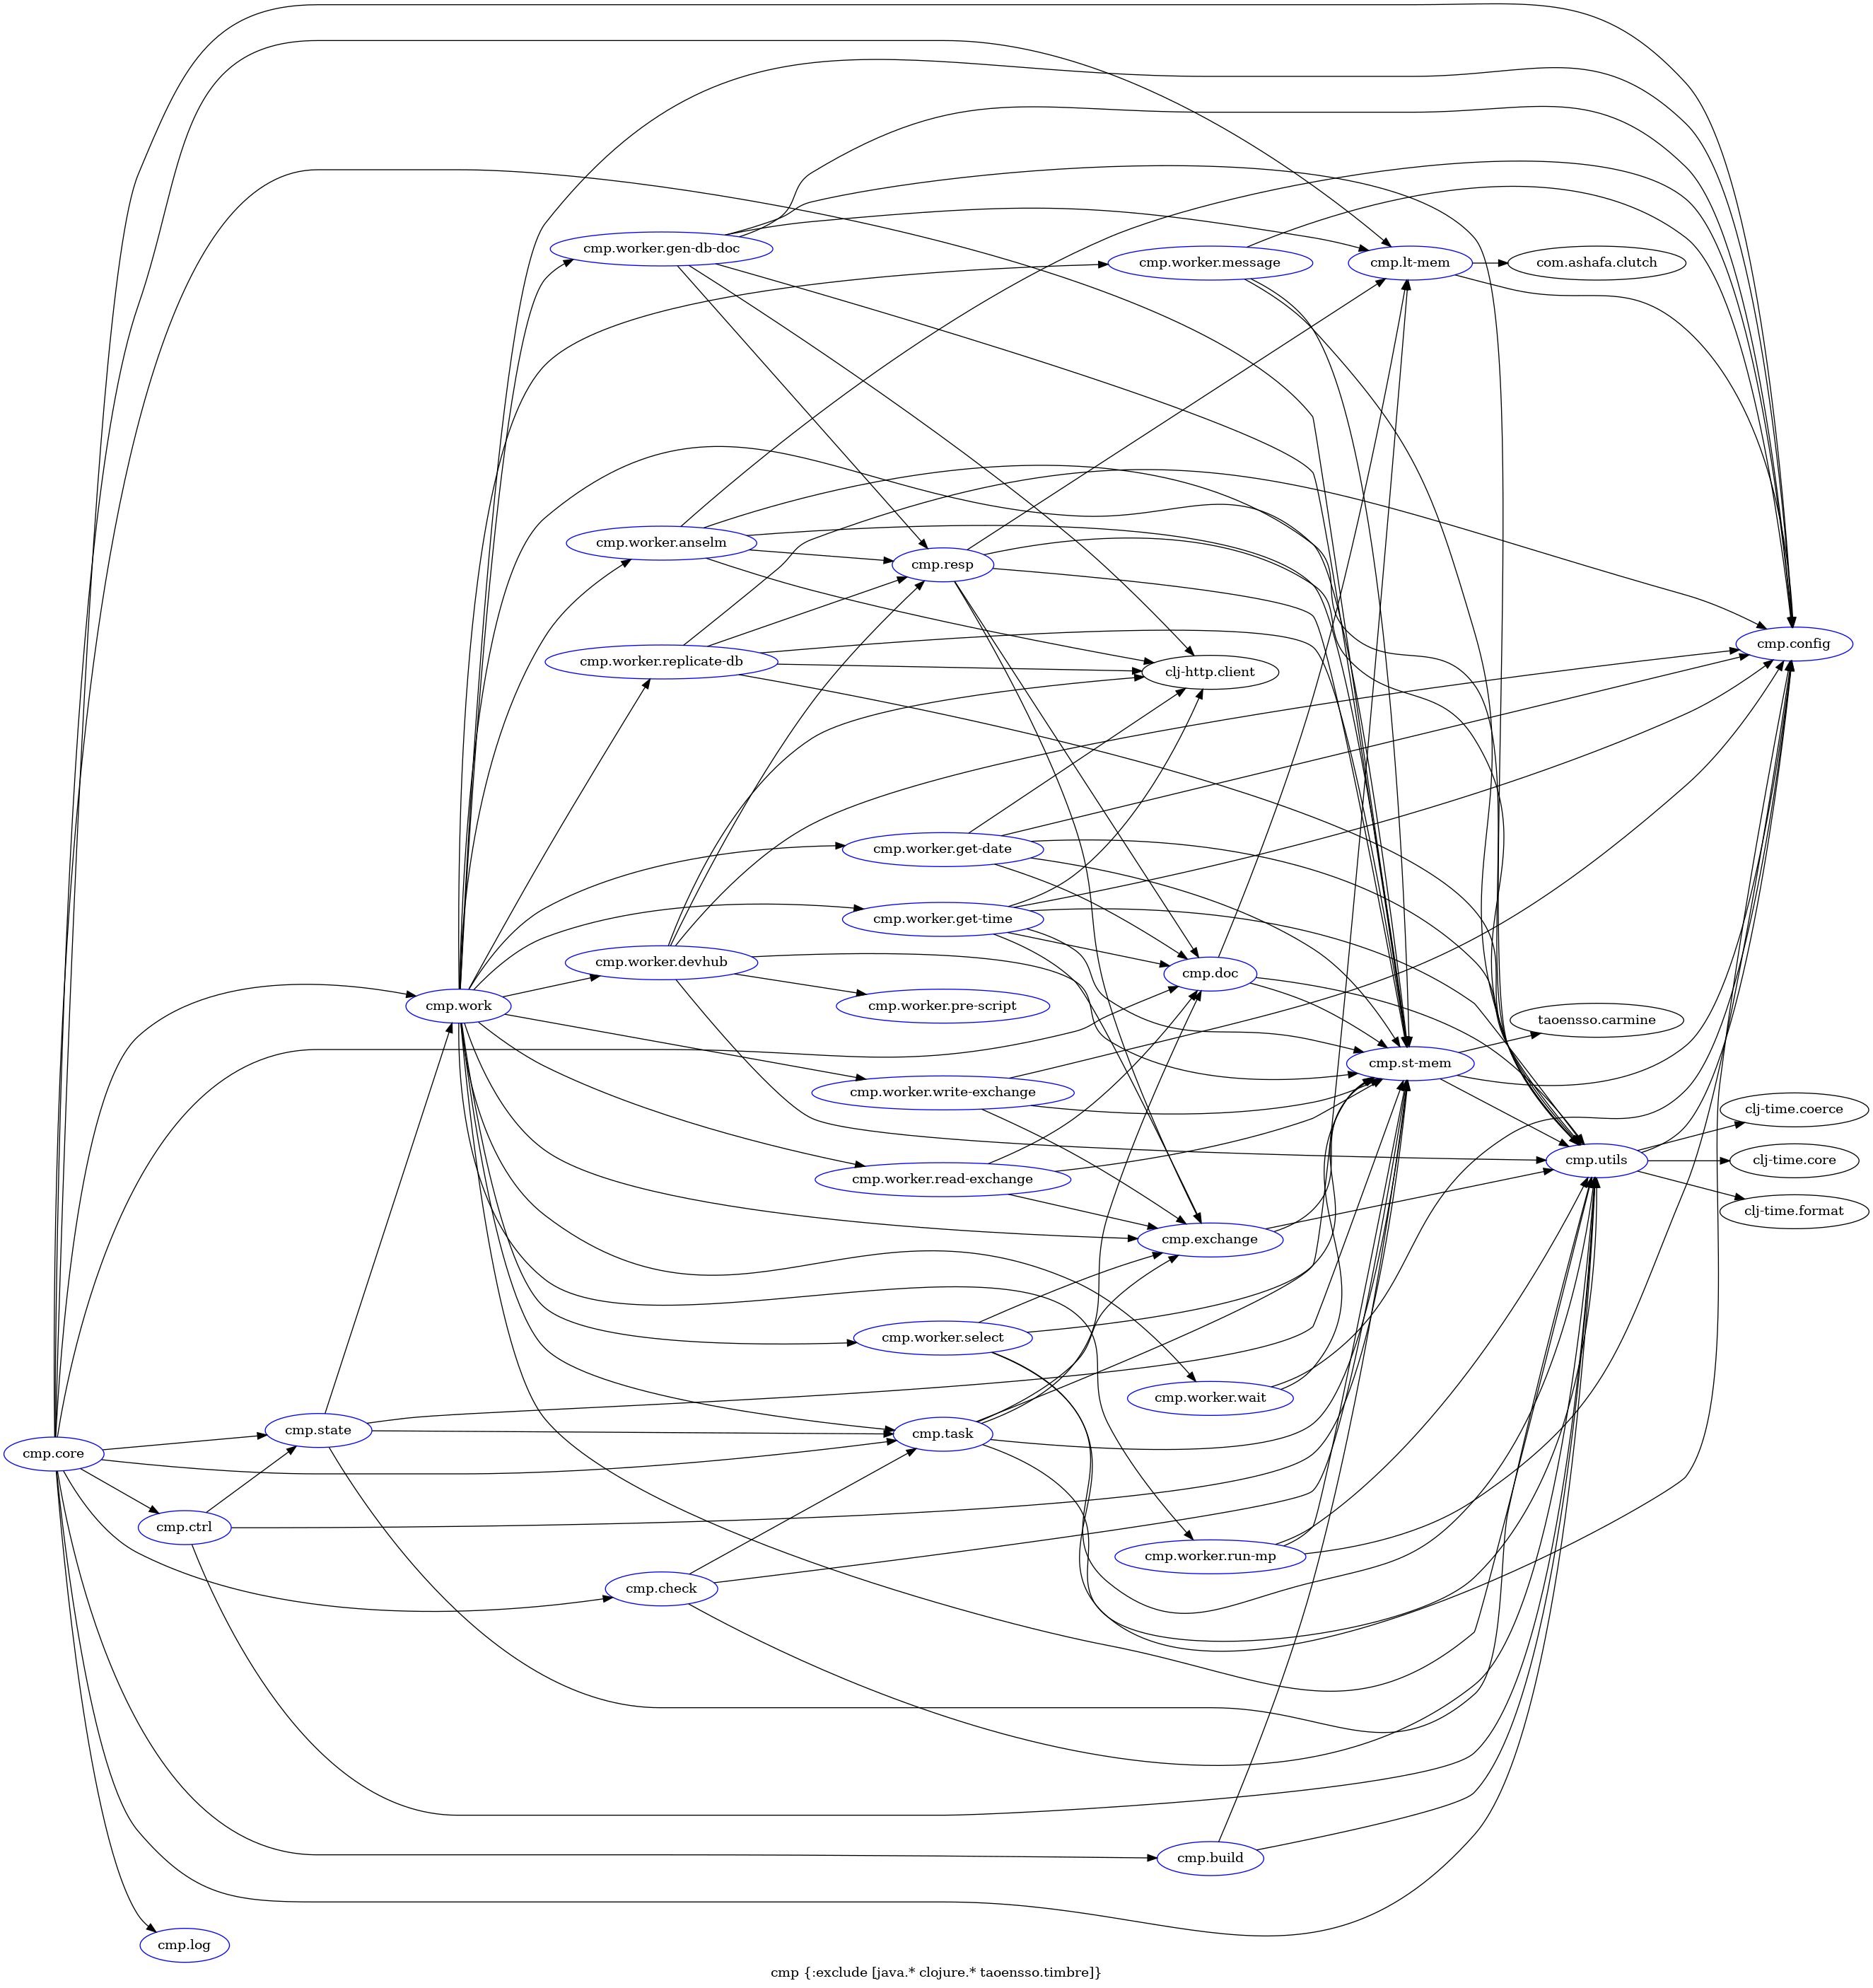 cmp.worker.gen-db-doc
cmp.worker.message
cmp.lt-mem
com.ashafa.clutch
cmp.worker.anselm
cmp.resp
cmp.worker.replicate-db
clj-http.client
cmp.config
cmp.worker.get-date
cmp.worker.get-time
cmp.worker.devhub
cmp.doc
cmp.work
cmp.worker.pre-script
taoensso.carmine
cmp.st-mem
cmp.worker.write-exchange
clj-time.coerce
cmp.utils
clj-time.core
cmp.worker.read-exchange
clj-time.format
cmp.exchange
cmp.worker.select
cmp.worker.wait
cmp.state
cmp.task
cmp.core
cmp.ctrl
cmp.worker.run-mp
cmp.check
cmp.build
cmp.log
cmp {:exclude [java.* clojure.* taoensso.timbre]}